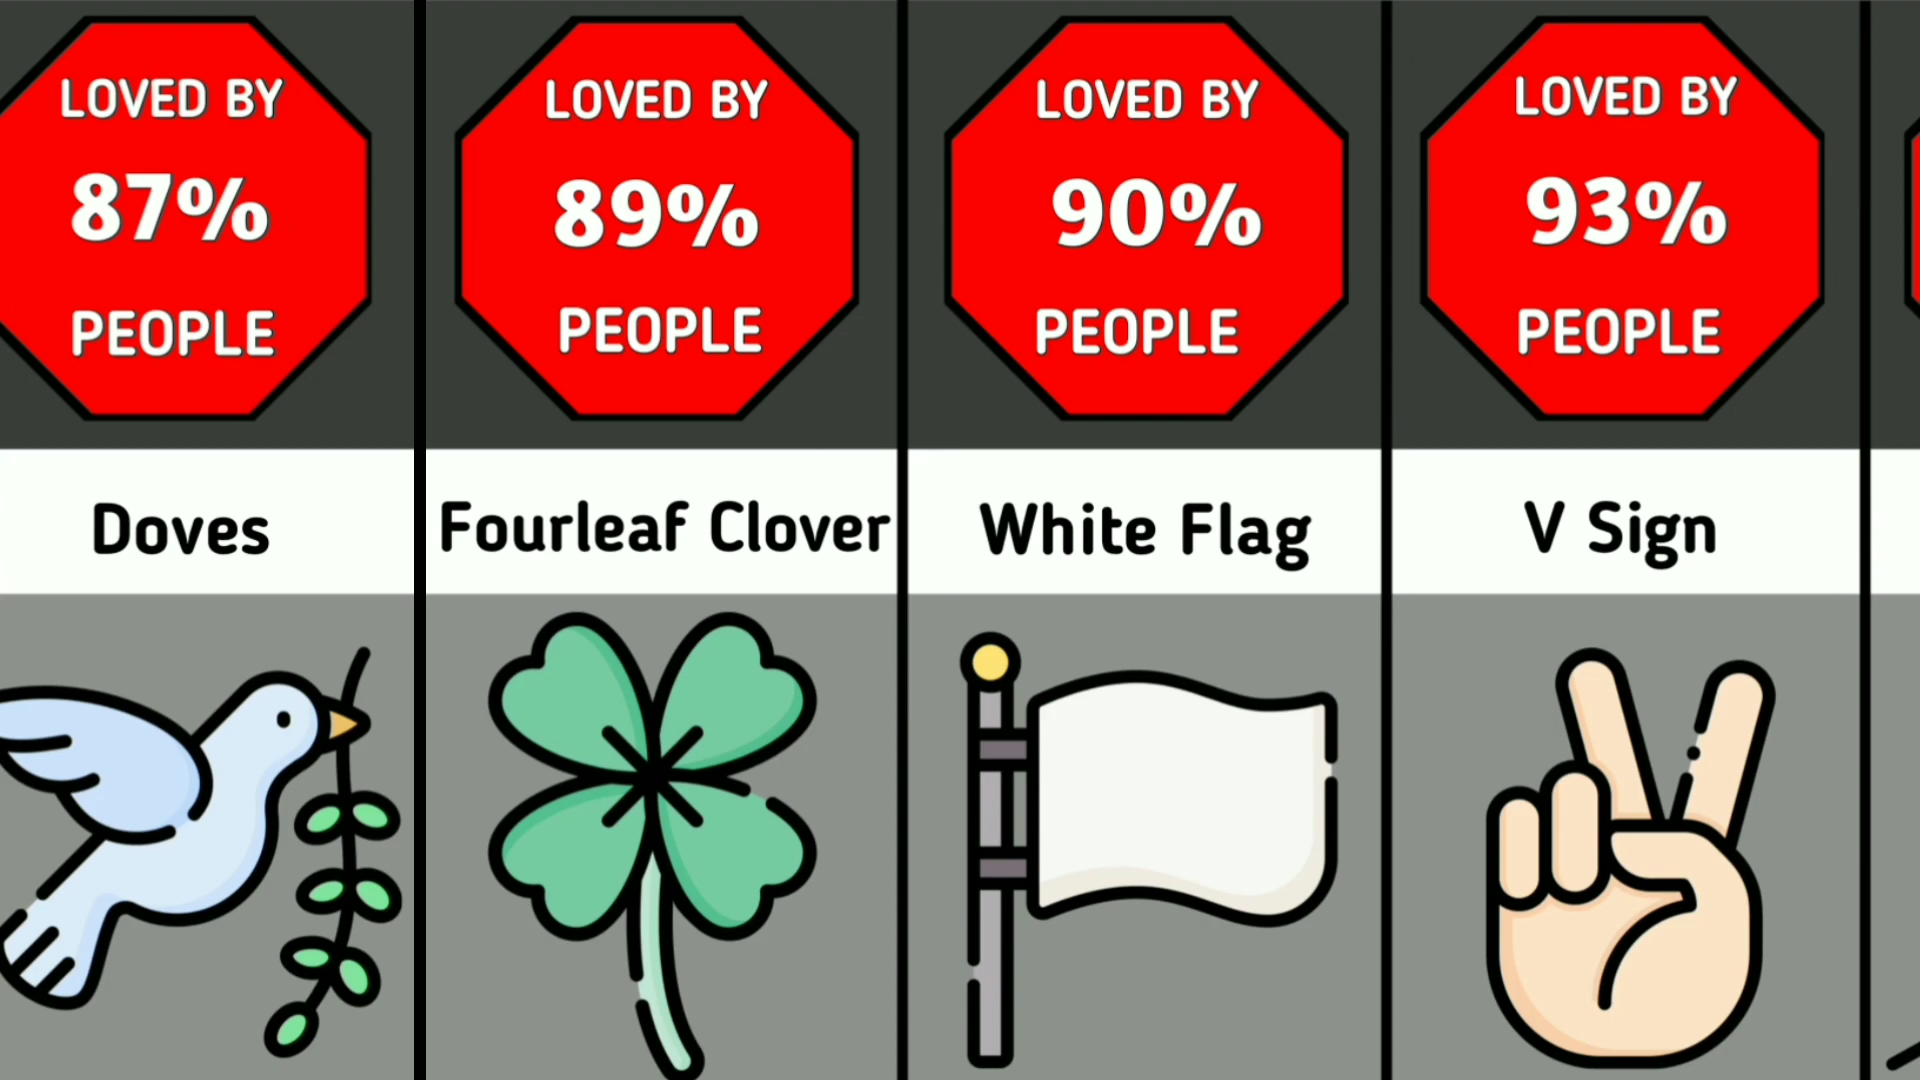 LOVED BY
87%
PEOPLE
Doves
LOVED BY
89%
PEOPLE
Fourleaf Clover
LOVED BY
90%
PEOPLE
White Flag
LOVED BY
93%
PEOPLE
V Sign